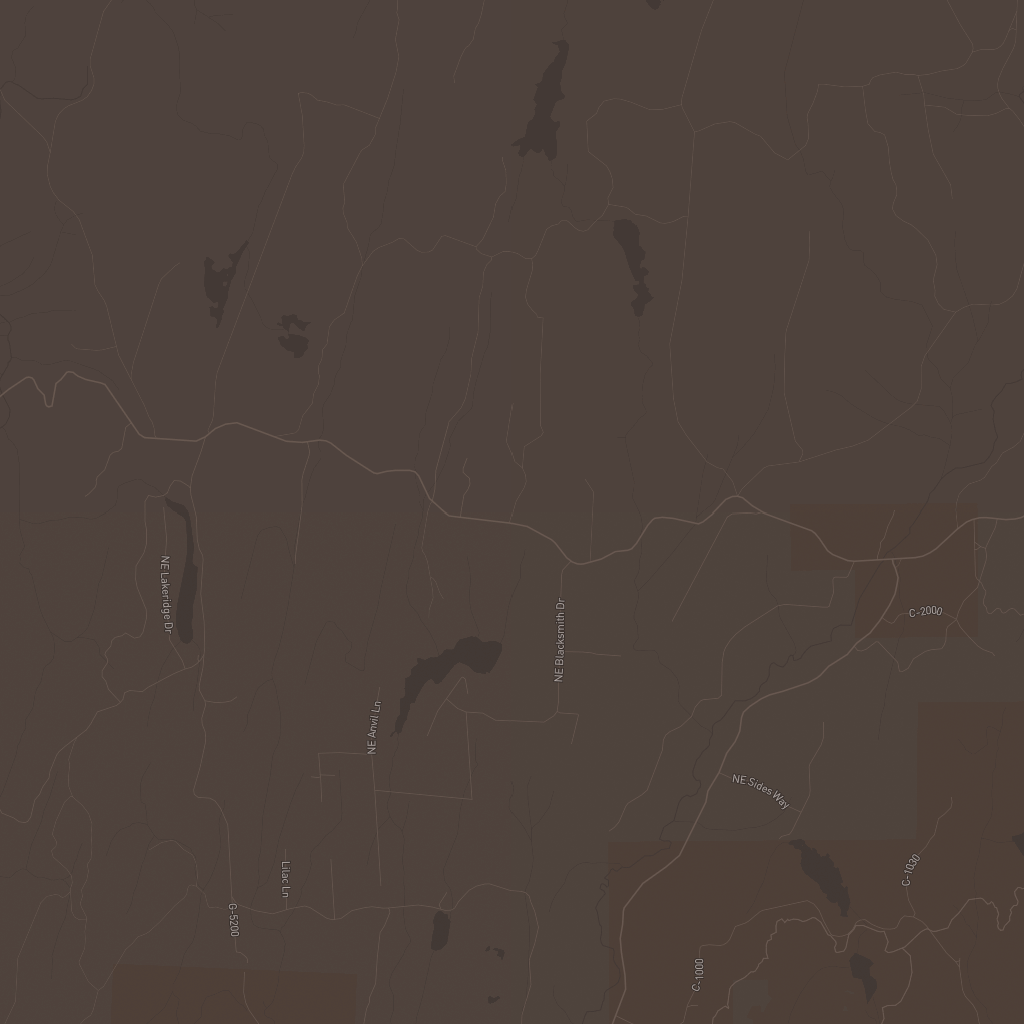 NE Lakeridge Dr
NE Blacksmith Dr
C-2000
NE Anvil Ln
NE Sides Way
Lilac Ln
C-1030
G-5200
C-1000